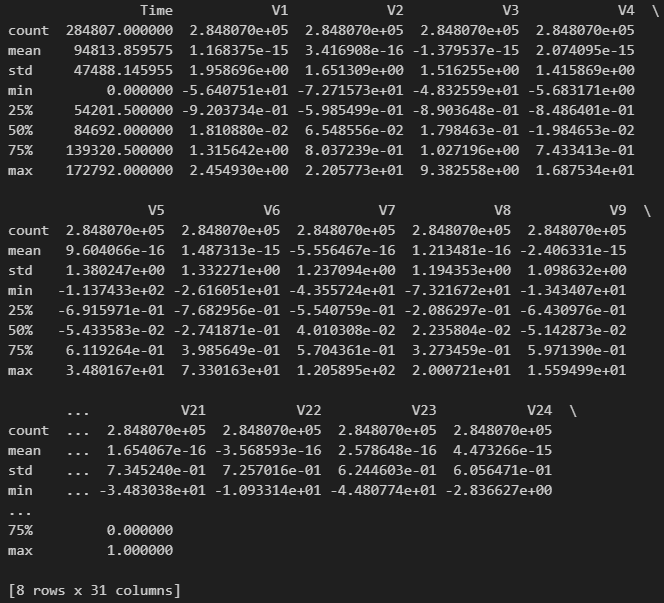 Time            V1            V2            V3            V4  \
count  284807.000000  2.848070e+05  2.848070e+05  2.848070e+05  2.848070e+05
mean    94813.859575  1.168375e-15  3.416908e-16 -1.379537e-15  2.074095e-15
std     47488.145955  1.958696e+00  1.651309e+00  1.516255e+00  1.415869e+00
min         0.000000 -5.640751e+01 -7.271573e+01 -4.832559e+01 -5.683171e+00
25%     54201.500000 -9.203734e-01 -5.985499e-01 -8.903648e-01 -8.486401e-01
50%     84692.000000  1.810880e-02  6.548556e-02  1.798463e-01 -1.984653e-02
75%    139320.500000  1.315642e+00  8.037239e-01  1.027196e+00  7.433413e-01
max    172792.000000  2.454930e+00  2.205773e+01  9.382558e+00  1.687534e+01

                 V5            V6            V7            V8            V9  \
count  2.848070e+05  2.848070e+05  2.848070e+05  2.848070e+05  2.848070e+05
mean   9.604066e-16  1.487313e-15 -5.556467e-16  1.213481e-16 -2.406331e-15
std    1.380247e+00  1.332271e+00  1.237094e+00  1.194353e+00  1.098632e+00
min   -1.137433e+02 -2.616051e+01 -4.355724e+01 -7.321672e+01 -1.343407e+01
25%   -6.915971e-01 -7.682956e-01 -5.540759e-01 -2.086297e-01 -6.430976e-01
50%   -5.433583e-02 -2.741871e-01  4.010308e-02  2.235804e-02 -5.142873e-02
75%    6.119264e-01  3.985649e-01  5.704361e-01  3.273459e-01  5.971390e-01
max    3.480167e+01  7.330163e+01  1.205895e+02  2.000721e+01  1.559499e+01

       ...           V21           V22           V23           V24  \
count  ...  2.848070e+05  2.848070e+05  2.848070e+05  2.848070e+05
mean   ...  1.654067e-16 -3.568593e-16  2.578648e-16  4.473266e-15
std    ...  7.345240e-01  7.257016e-01  6.244603e-01  6.056471e-01
min    ... -3.483038e+01 -1.093314e+01 -4.480774e+01 -2.836627e+00
...
75%         0.000000
max         1.000000

[8 rows x 31 columns]